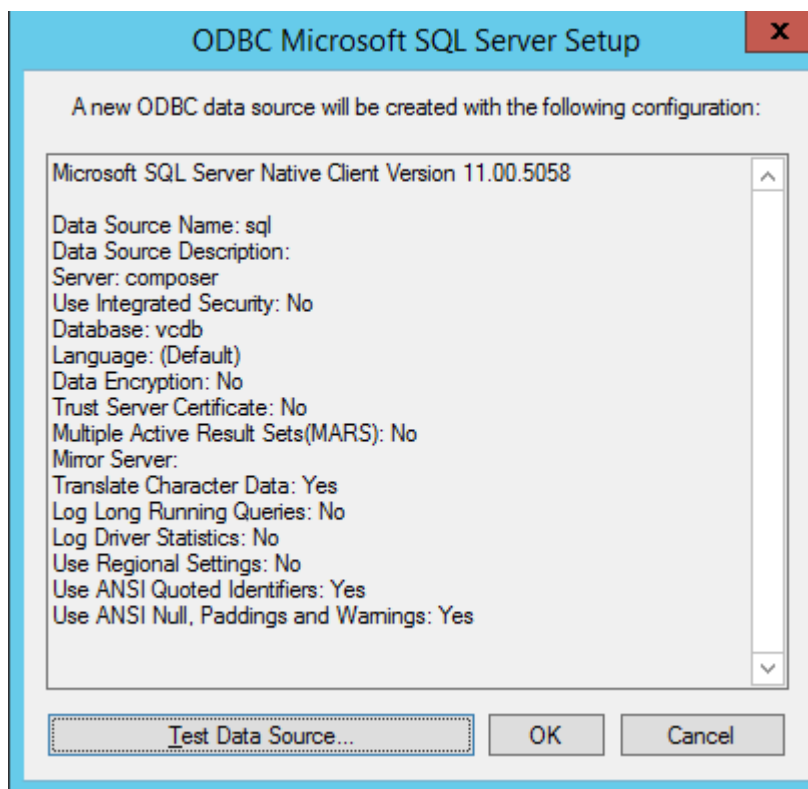 ODBC Microsoft SQL Server Setup
x
A new ODBC data source will be created with the following configuration:
Microsoft SQL Server Native Client Version 11.00.5058
Data Source Name: sql
Data Source Description:
Server: composer
Use Integrated Security: No
Database: vcdb
Language: (Default)
Data Encryption: No
Trust Server Certificate: No
Multiple Active Result Sets(MARS): No
Mirror Server:
Translate Character Data: Yes
Log Long Running Queries: No
Log Driver Statistics: No
Use Regional Settings: No
Use ANSI Quoted Identifiers: Yes
Use ANSI Null, Paddings and Warnings: Yes
Test Data Source... OK Cancel